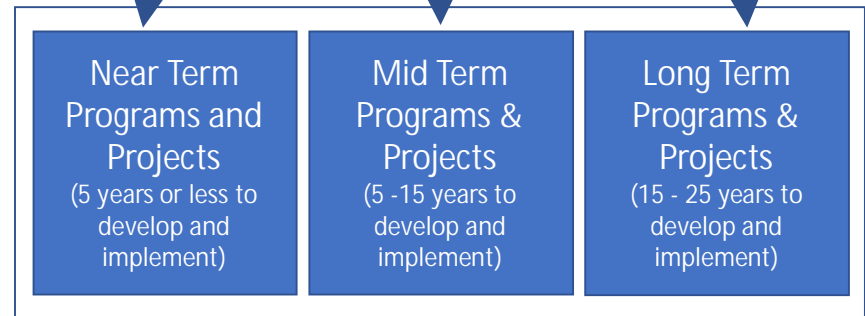 Near Term
Programs and
Projects
(5 years or less to
develop and
implement)
Mid Term
Programs &
Projects
(5 -15 years to
develop and
implement)
Long Term
Programs &
Projects
(15 - 25 years to
develop and
implement)